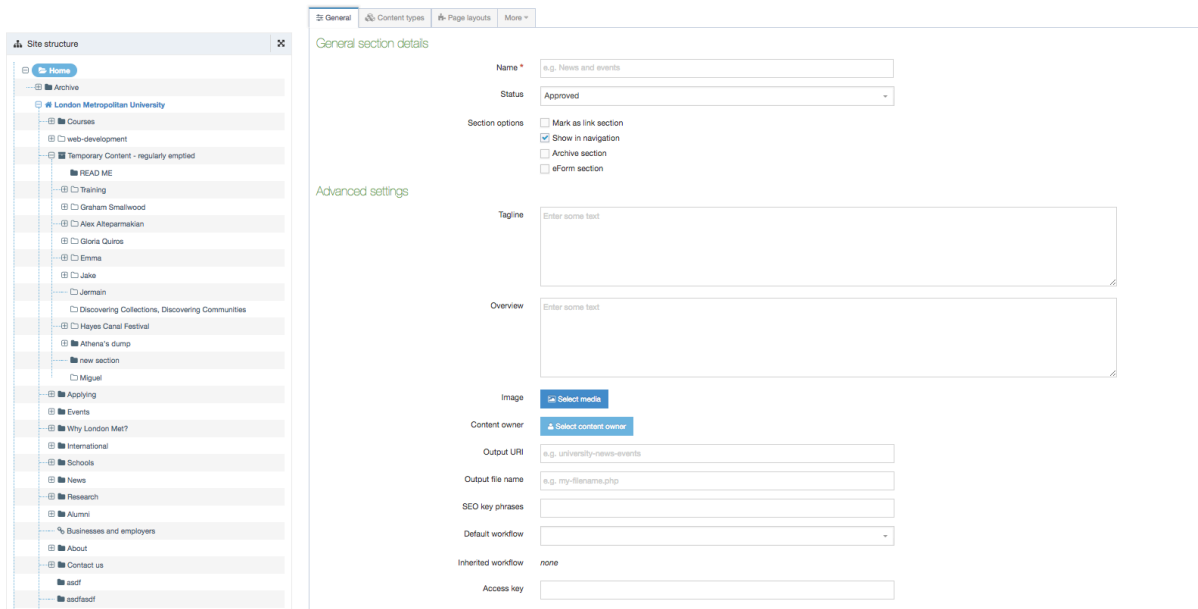 Site structure
Home
Archive
London Metropolitan University
Courses
web-development
Temporary Content - regularly emptied
READ ME
Training
Graham Smallwood
Alex Alteparmakian
Gloria Quiros
Emma
Jake
Jermain
Discovering Collections, Discovering Communities
Hayes Canal Festival
Athena's dump
new section
Miguel
Applying
Events
Why London Met?
International
Schools
News
Research
Alumni
Businesses and employers
About
Contact us
asdf
asdfasdf
General Content types Page layouts More
General section details
Name * e.g. News and events
Status Approved
Section options Mark as link section
Show in navigation
Archive section
eForm section
Advanced settings
Tagline Enter some text
Overview Enter some text
Image Select media
Content owner Select content owner
Output URI e.g. university-news-events
Output file name e.g. my-filename.php
SEO key phrases
Default workflow
Inherited workflow none
Access key